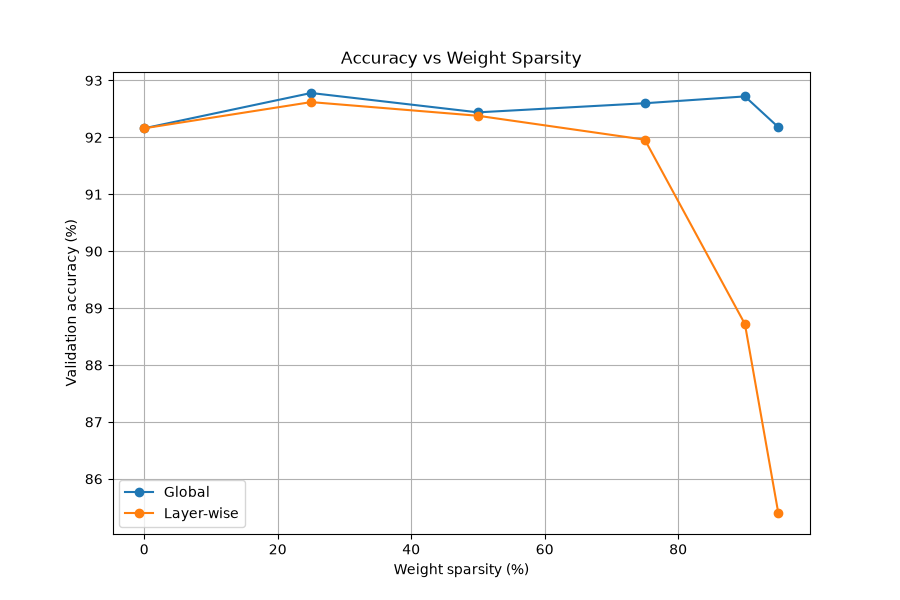 Accuracy vs Weight Sparsity
93
92
91
90
89
88
87
86
Validation accuracy (%)
Global
Layer-wise
0 20 40 60 80
Weight sparsity (%)